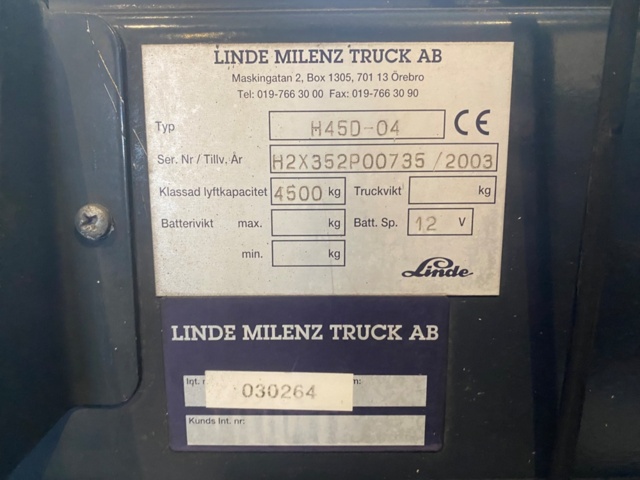 LINDE MILENZ TRUCK AB
Maskingatan 2, Box 1305, 701 13 Örebro
Tel: 019-766 30 00 Fax: 019-766 30 90
Typ H45D-04 CE
Ser. Nr / Tillv. År H2X352P00735 / 2003
Klassad lyftkapacitet 4500 kg Truckvikt kg
Batterivikt max. kg Batt. Sp. 12 V
min. kg
Linde
LINDE MILENZ TRUCK AB
030264
Kunds Int. nr: